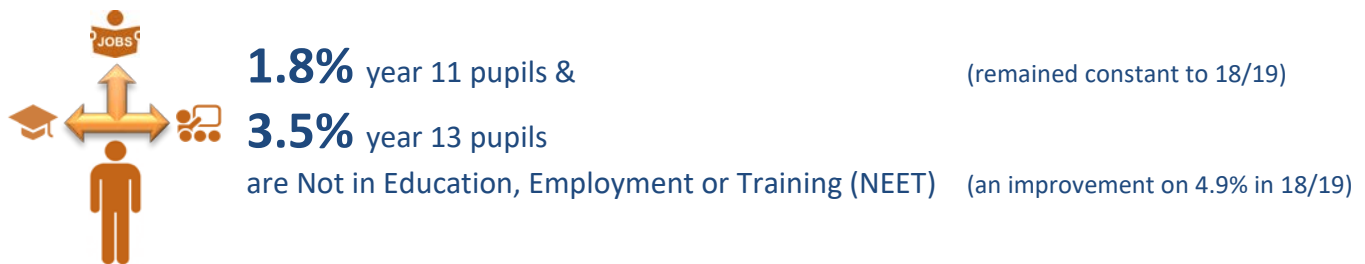 JOBS
1.8% year 11 pupils & (remained constant to 18/19)
3.5% year 13 pupils
are Not in Education, Employment or Training (NEET) (an improvement on 4.9% in 18/19)